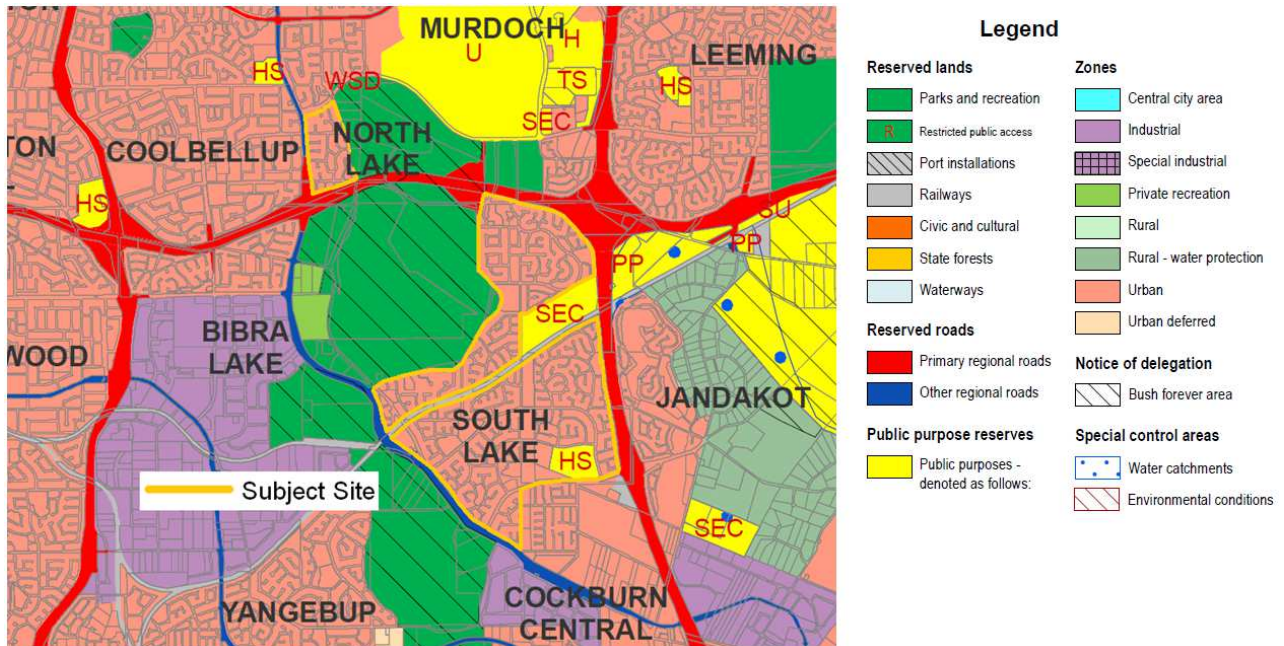 TON
MURDOCH
U
H
LEEMING
HS
WSD
TS
HS
SEC
NORTH
LAKE
TON
COOLBELLUP
HS
SU
PP
PP
SEC
BIBRA
LAKE
WOOD
JANDAKOT
SOUTH
LAKE
HS
Subject Site
SEC
YANGEBUP
COCKBURN
CENTRAL
Legend
Reserved lands
Parks and recreation
R
Restricted public access
Port installations
Railways
Civic and cultural
State forests
Waterways
Reserved roads
Primary regional roads
Other regional roads
Public purpose reserves
Public purposes -
denoted as follows:
Zones
Central city area
Industrial
Special industrial
Private recreation
Rural
Rural - water protection
Urban
Urban deferred
Notice of delegation
Bush forever area
Special control areas
Water catchments
Environmental conditions